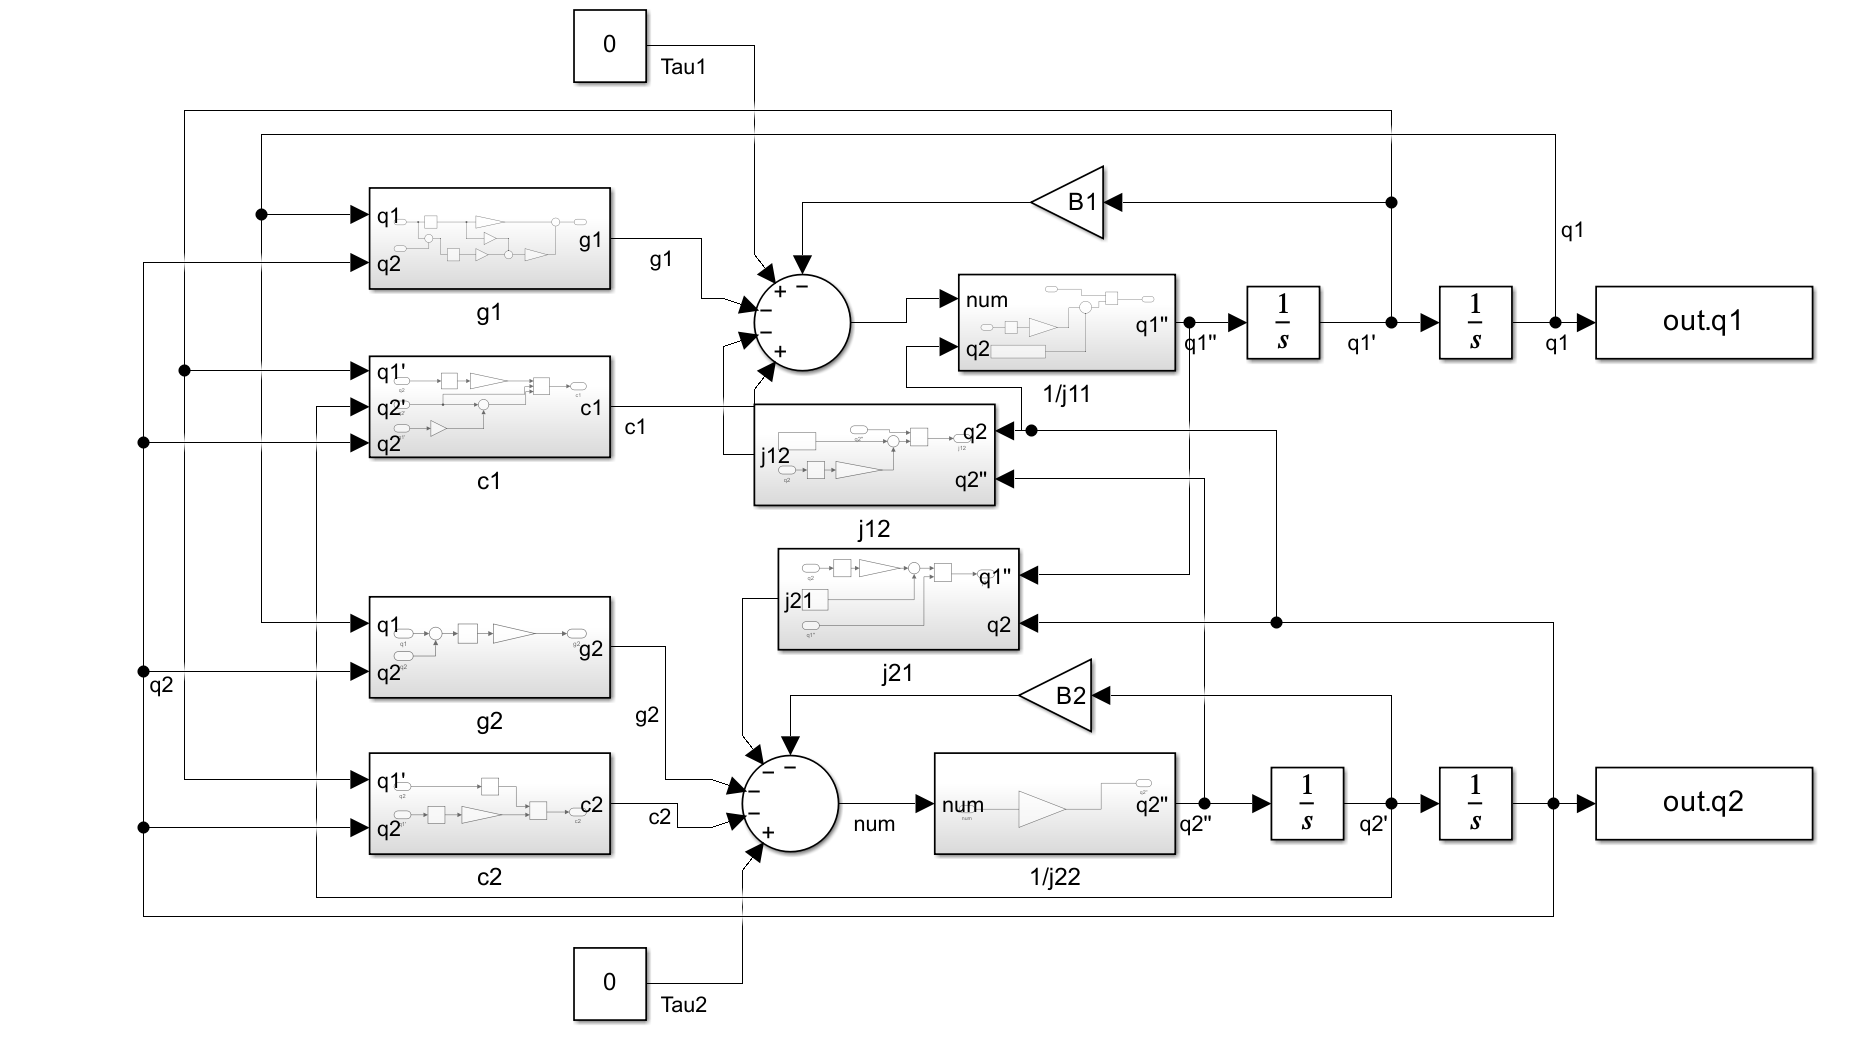 0
Tau1
B1
q1
q1
q2
g1
g1
g1
+
−
−
−
+
num
q2
q1"
1/j11
q1"
1
s
q1'
1
s
q1
out.q1
q1'
q2'
q2
c1
c1
c1
j12
q2
q2"
j12
j21
q1"
q2
j21
q1
q2
g2
g2
g2
q2
B2
q1'
q2
c2
c2
c2
−
−
−
−
+
num
num
q2"
1/j22
q2"
1
s
q2'
1
s
out.q2
0
Tau2